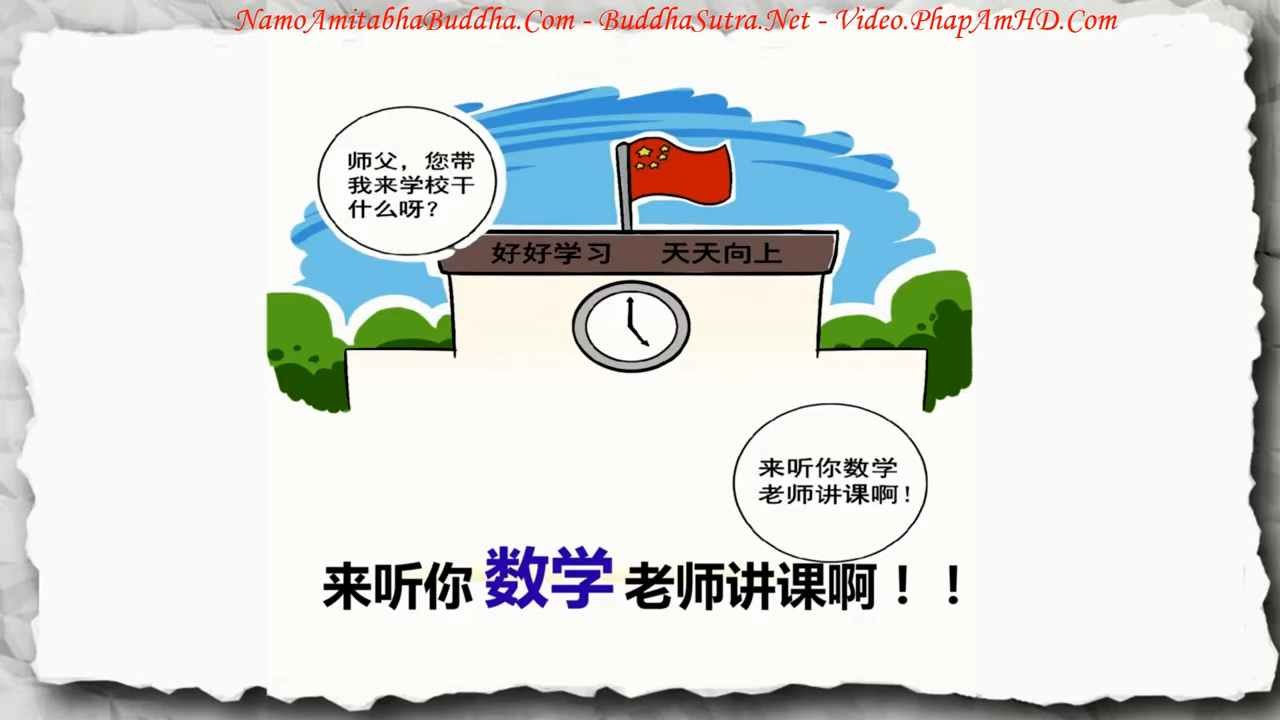 NamoAmitabhaBuddha.Com - BuddhaSutra.Net - Video.PhapAmHD.Com
师父，您带
我来学校干
什么呀？
好好学习 天天向上
来听你数学
老师讲课啊！
来听你数学老师讲课啊！！